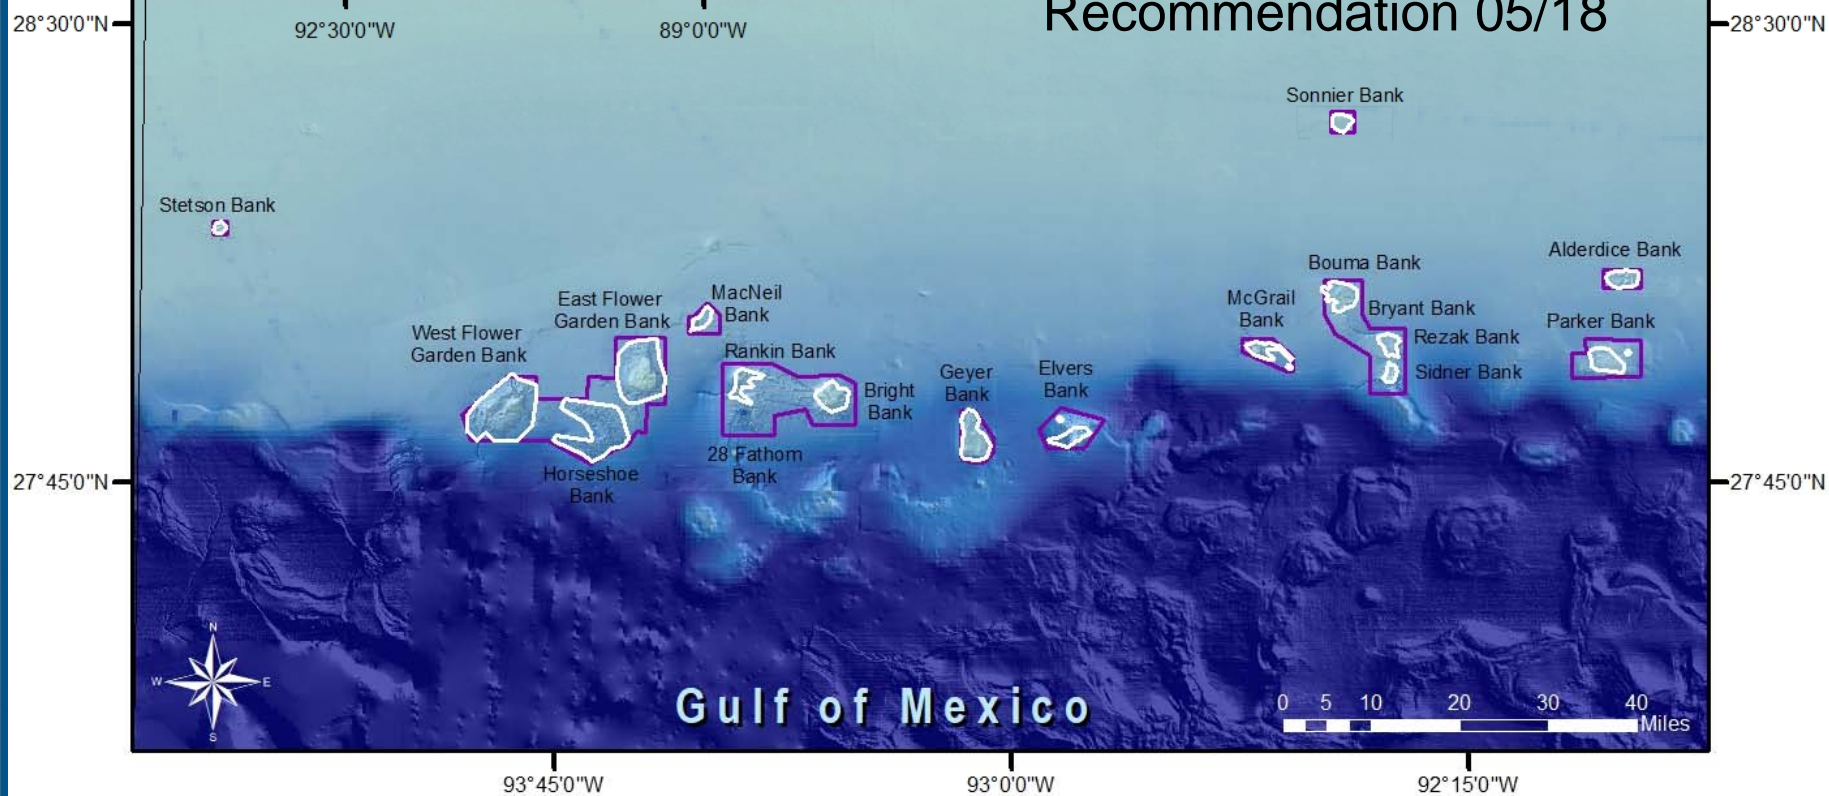 Recommendation 05/18
28°30'0"N
92°30'0"W
89°0'0"W
28°30'0"N
Sonnier Bank
Stetson Bank
Alderdice Bank
Bouma Bank
MacNeil
Bank
East Flower
Garden Bank
McGrail
Bank
Bryant Bank
Parker Bank
West Flower
Garden Bank
Rezak Bank
Rankin Bank
Sidner Bank
Geyer
Bank
Elvers
Bank
Bright
Bank
28 Fathom
Bank
Horseshoe
Bank
27°45'0"N
27°45'0"N
N
W
E
S
Gulf of Mexico
0 5 10 20 30 40
Miles
93°45'0"W
93°0'0"W
92°15'0"W